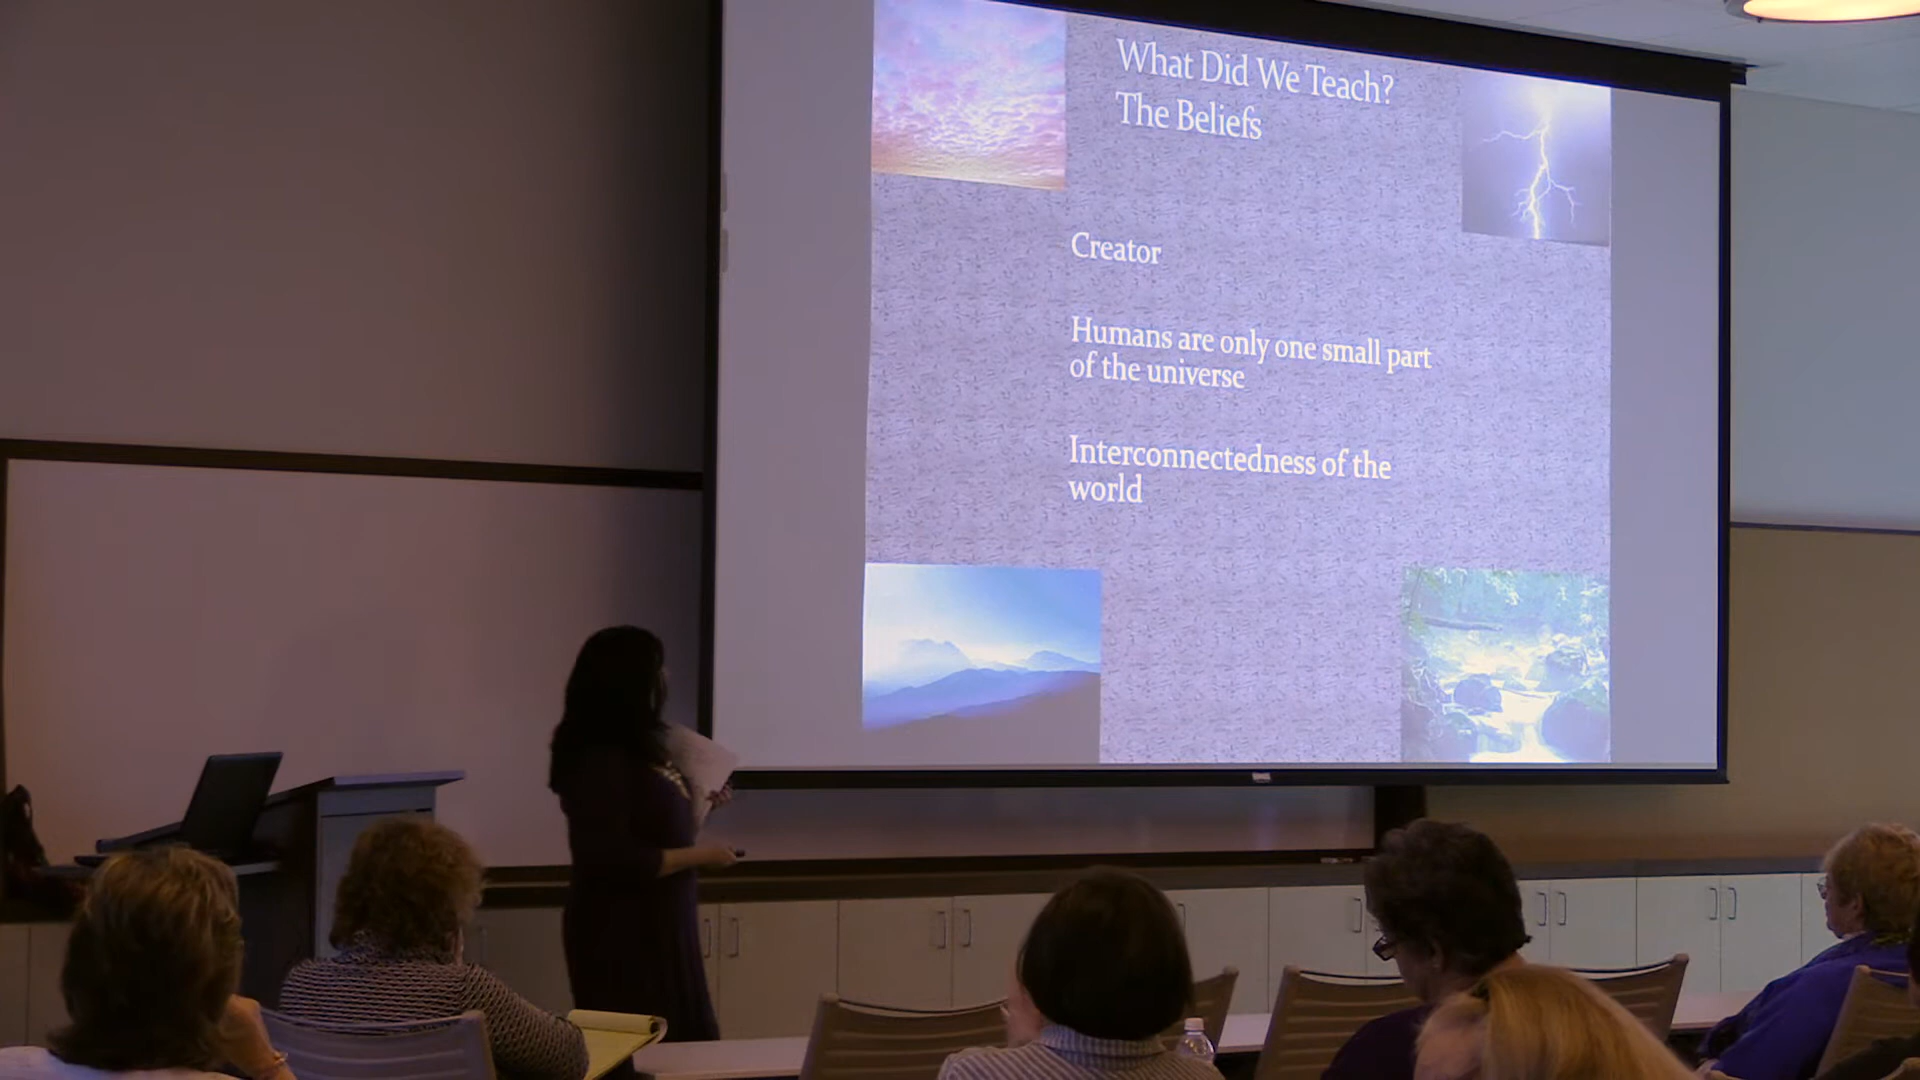 What Did We Teach?
The Beliefs
Creator
Humans are only one small part
of the universe
Interconnectedness of the
world